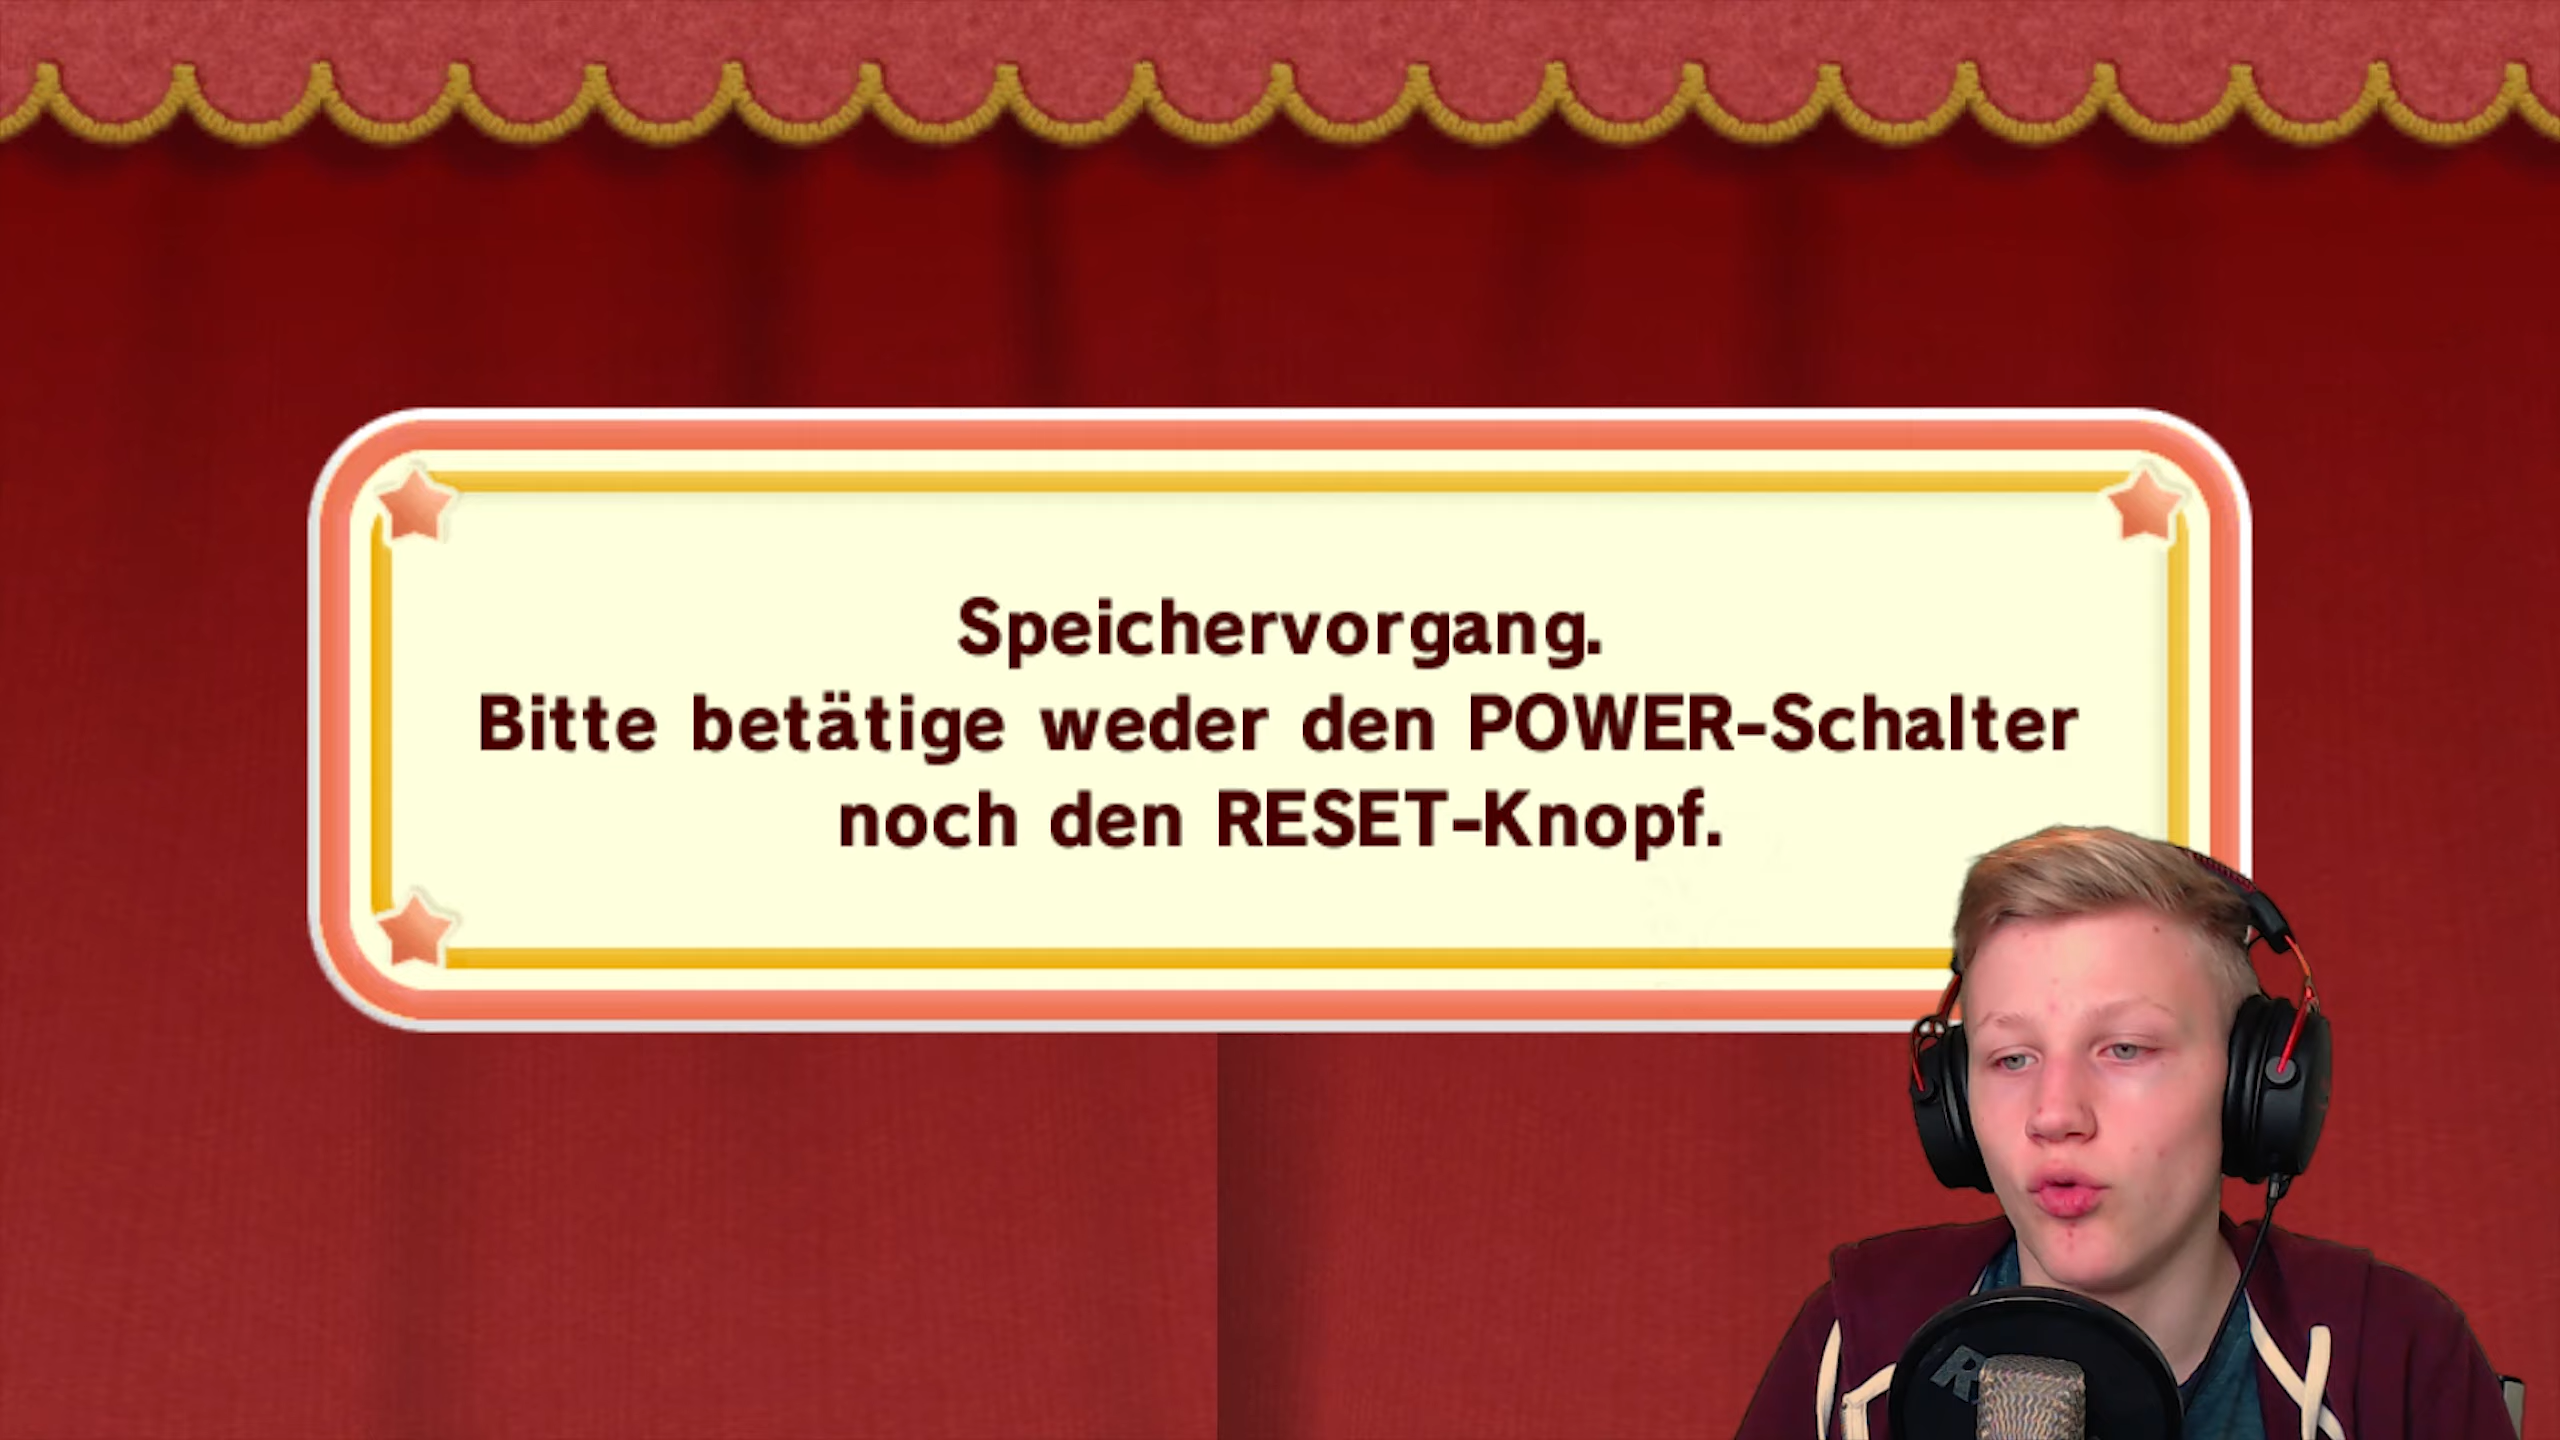 Speichervorgang.
Bitte betätige weder den POWER-Schalter
noch den RESET-Knopf.